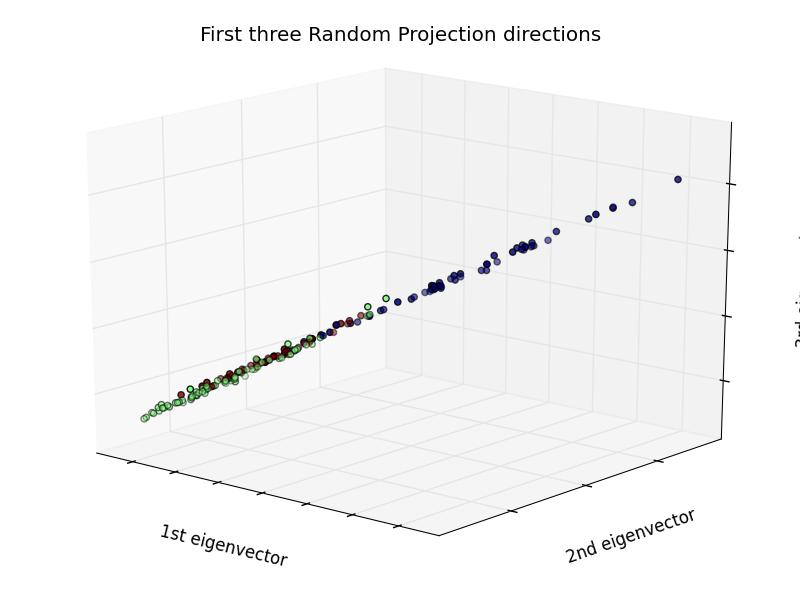 First three Random Projection directions
1st eigenvector
2nd eigenvector